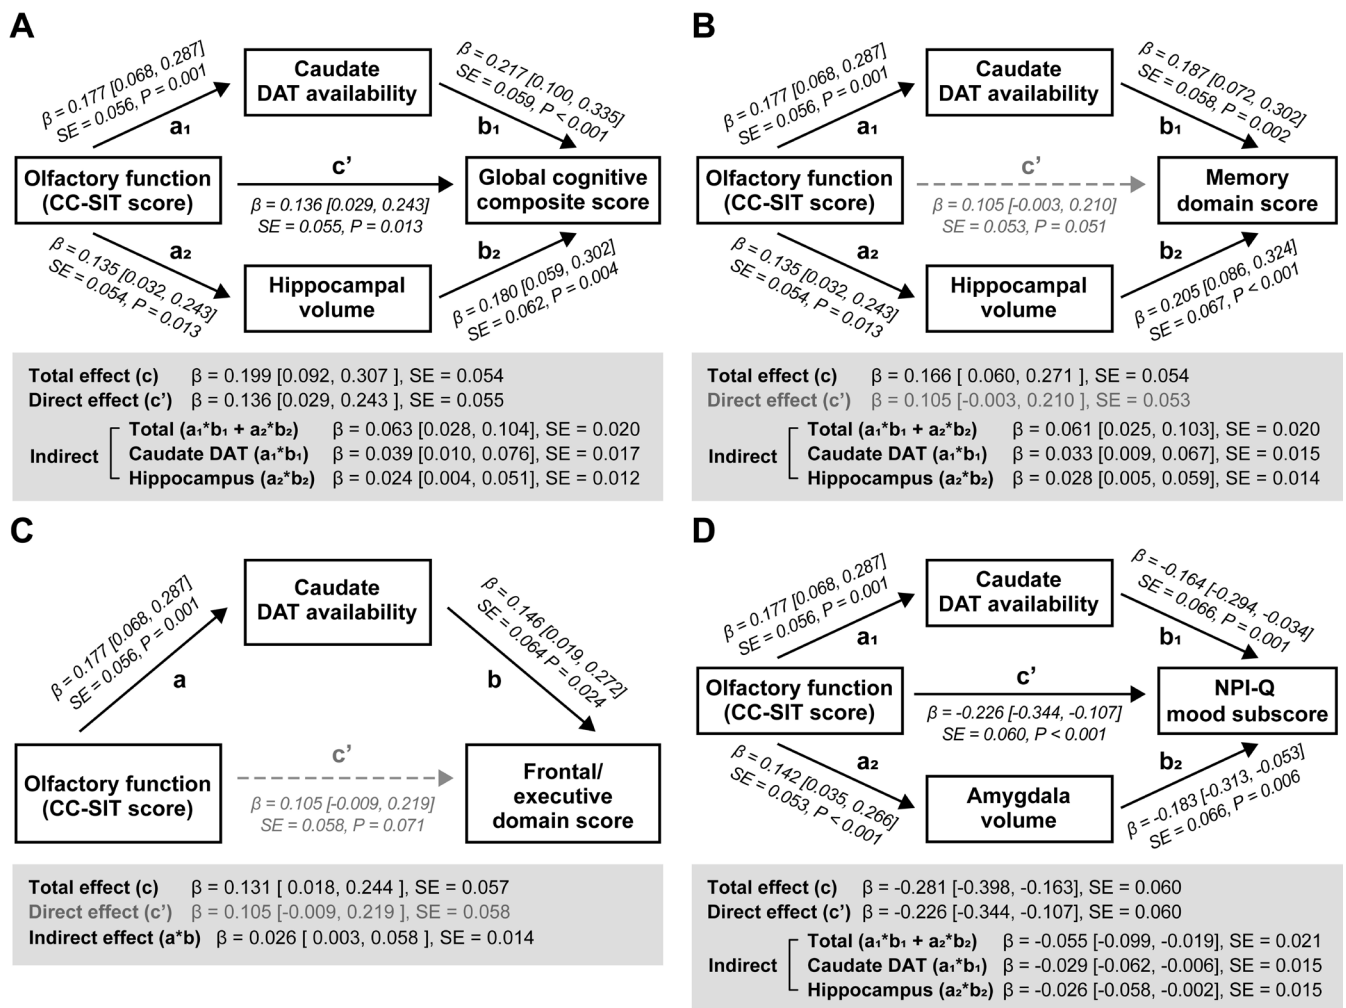 A
β = 0.177 [0.068, 0.287]
SE = 0.056, P = 0.001
a₁
Caudate
DAT availability
β = 0.217 [0.100, 0.335]
SE = 0.059, P < 0.001
b₁
Olfactory function
(CC-SIT score)
c’
β = 0.136 [0.029, 0.243]
SE = 0.055, P = 0.013
Global cognitive
composite score
a₂
β = 0.135 [0.032, 0.243]
SE = 0.054, P = 0.013
Hippocampal
volume
b₂
β = 0.180 [0.059, 0.302]
SE = 0.062, P = 0.004
Total effect (c) β = 0.199 [0.092, 0.307 ], SE = 0.054
Direct effect (c’) β = 0.136 [0.029, 0.243 ], SE = 0.055
Indirect
Total (a₁*b₁ + a₂*b₂) β = 0.063 [0.028, 0.104], SE = 0.020
Caudate DAT (a₁*b₁) β = 0.039 [0.010, 0.076], SE = 0.017
Hippocampus (a₂*b₂) β = 0.024 [0.004, 0.051], SE = 0.012
B
β = 0.177 [0.068, 0.287]
SE = 0.056, P = 0.001
a₁
Caudate
DAT availability
β = 0.187 [0.072, 0.302]
SE = 0.058, P = 0.002
b₁
Olfactory function
(CC-SIT score)
c’
β = 0.105 [-0.003, 0.210]
SE = 0.053, P = 0.051
Memory
domain score
a₂
β = 0.135 [0.032, 0.243]
SE = 0.054, P = 0.013
Hippocampal
volume
b₂
β = 0.205 [0.086, 0.324]
SE = 0.067, P < 0.001
Total effect (c) β = 0.166 [ 0.060, 0.271 ], SE = 0.054
Direct effect (c’) β = 0.105 [-0.003, 0.210 ], SE = 0.053
Indirect
Total (a₁*b₁ + a₂*b₂) β = 0.061 [0.025, 0.103], SE = 0.020
Caudate DAT (a₁*b₁) β = 0.033 [0.009, 0.067], SE = 0.015
Hippocampus (a₂*b₂) β = 0.028 [0.005, 0.059], SE = 0.014
C
β = 0.177 [0.068, 0.287]
SE = 0.056, P = 0.001
a
Caudate
DAT availability
β = 0.146 [0.019, 0.272]
SE = 0.064 P = 0.024
b
Olfactory function
(CC-SIT score)
c’
β = 0.105 [-0.009, 0.219]
SE = 0.058, P = 0.071
Frontal/
executive
domain score
Total effect (c) β = 0.131 [ 0.018, 0.244 ], SE = 0.057
Direct effect (c’) β = 0.105 [-0.009, 0.219 ], SE = 0.058
Indirect effect (a*b) β = 0.026 [ 0.003, 0.058 ], SE = 0.014
D
β = 0.177 [0.068, 0.287]
SE = 0.056, P = 0.001
a₁
Caudate
DAT availability
β = -0.164 [-0.294, -0.034]
SE = 0.066, P = 0.001
b₁
Olfactory function
(CC-SIT score)
c’
β = -0.226 [-0.344, -0.107]
SE = 0.060, P < 0.001
NPI-Q
mood subscore
a₂
β = 0.142 [0.035, 0.266]
SE = 0.053, P < 0.001
Amygdala
volume
b₂
β = -0.183 [-0.313, -0.053]
SE = 0.066, P = 0.006
Total effect (c) β = -0.281 [-0.398, -0.163], SE = 0.060
Direct effect (c’) β = -0.226 [-0.344, -0.107], SE = 0.060
Indirect
Total (a₁*b₁ + a₂*b₂) β = -0.055 [-0.099, -0.019], SE = 0.021
Caudate DAT (a₁*b₁) β = -0.029 [-0.062, -0.006], SE = 0.015
Hippocampus (a₂*b₂) β = -0.026 [-0.058, -0.002], SE = 0.015